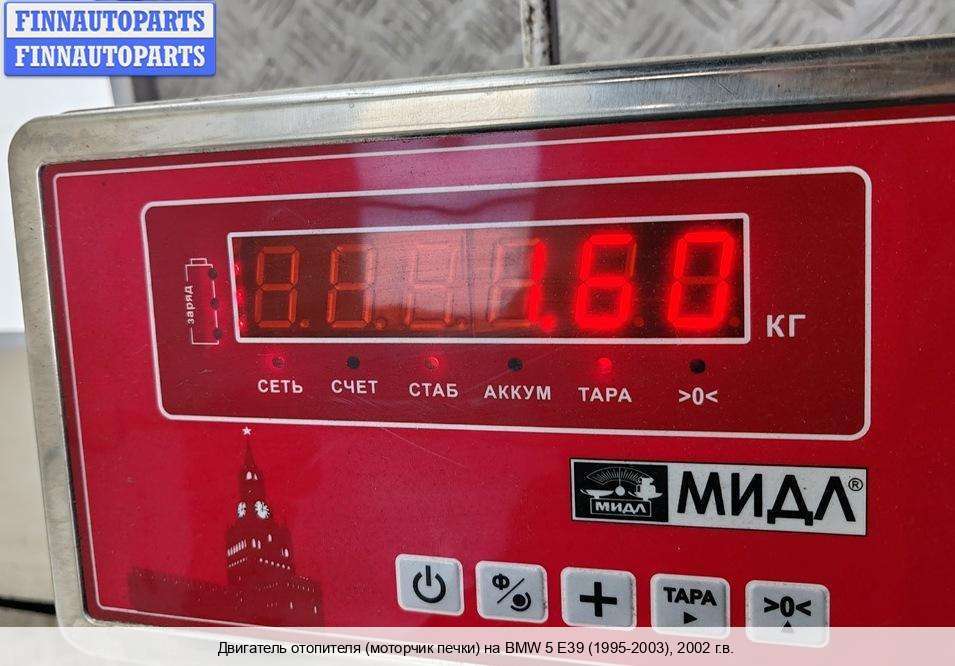 FINNAUTOPARTS
FINNAUTOPARTS
заряд
1.60
КГ
СЕТЬ СЧЕТ СТАБ АККУМ ТАРА >0<
МИДЛ МИДЛ®
Ф
+
ТАРА
>0<
Двигатель отопителя (моторчик печки) на BMW 5 E39 (1995-2003), 2002 г.в.